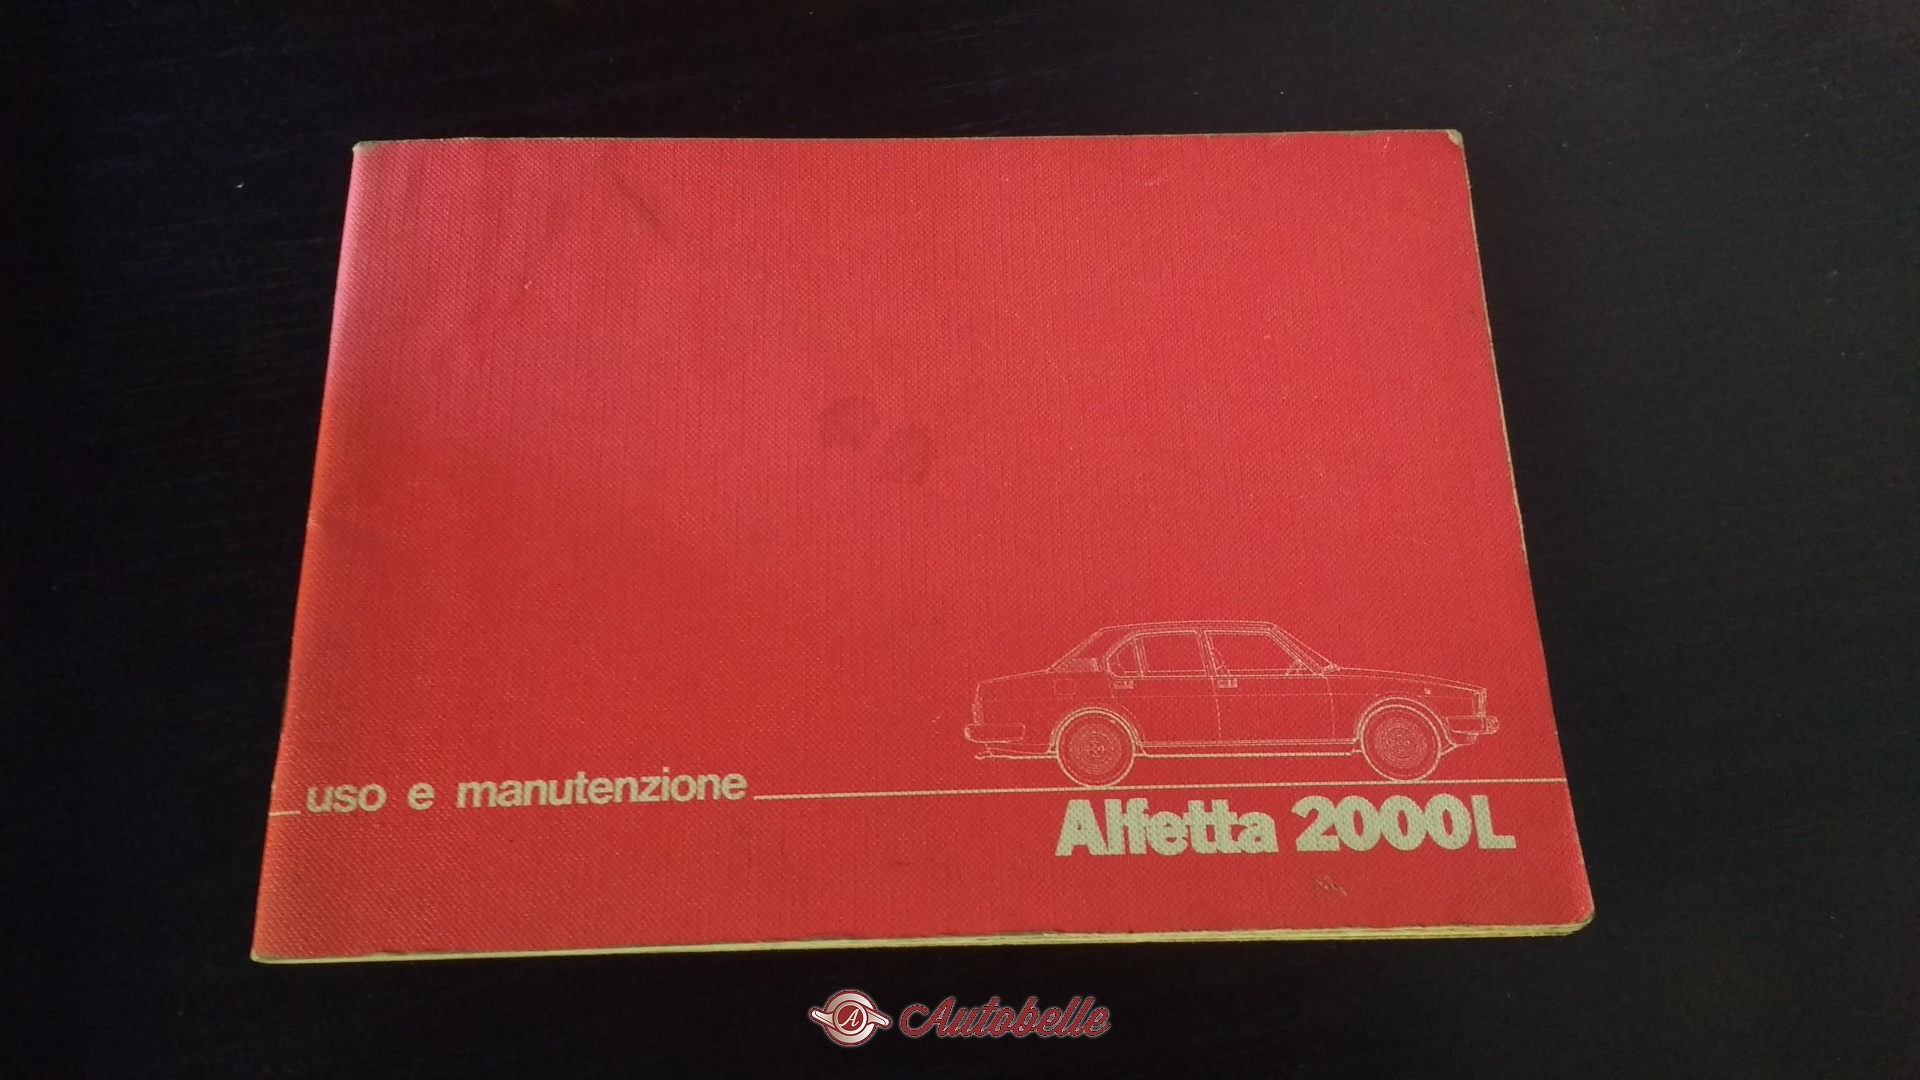 uso e manutenzione
Alfetta 2000L
A Autobelle